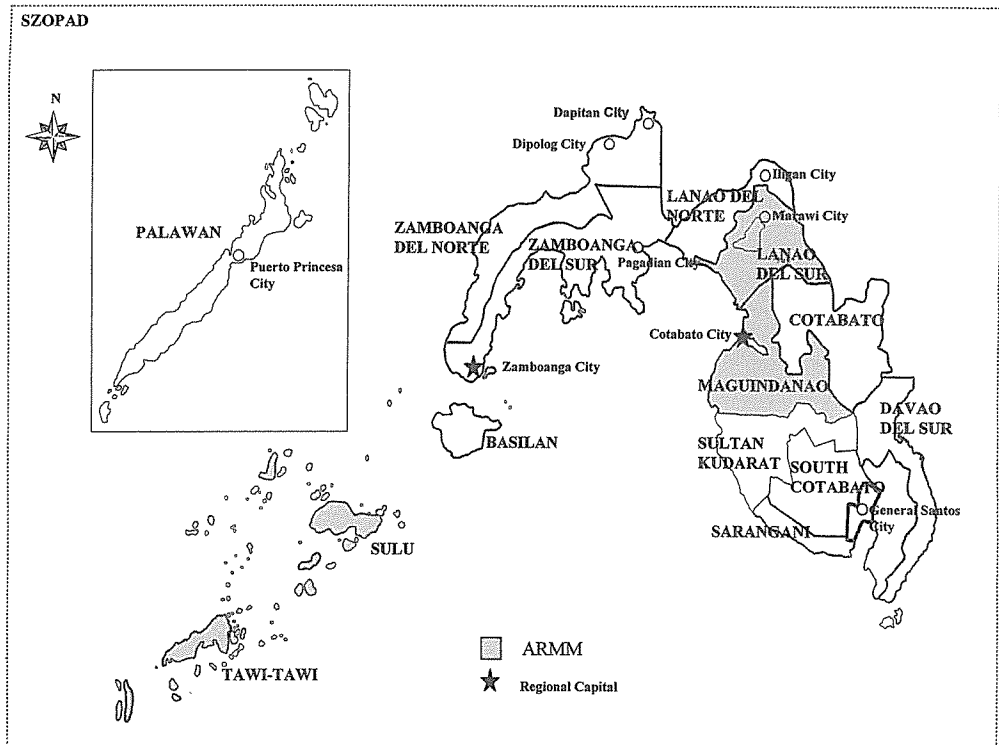 SZOPAD
N
PALAWAN
Puerto Princesa
City
Dapitan City
Dipolog City
Iligan City
LANAO DEL
NORTE
Marawi City
ZAMBOANGA
DEL NORTE
ZAMBOANGA
DEL SUR
Pagadian City
LANAO
DEL SUR
COTABATO
Cotabato City
Zamboanga City
MAGUINDANAO
DAVAO
DEL SUR
BASILAN
SULTAN
KUDARAT
SOUTH
COTABATO
General Santos
City
SARANGANI
SULU
TAWI-TAWI
ARMM
Regional Capital